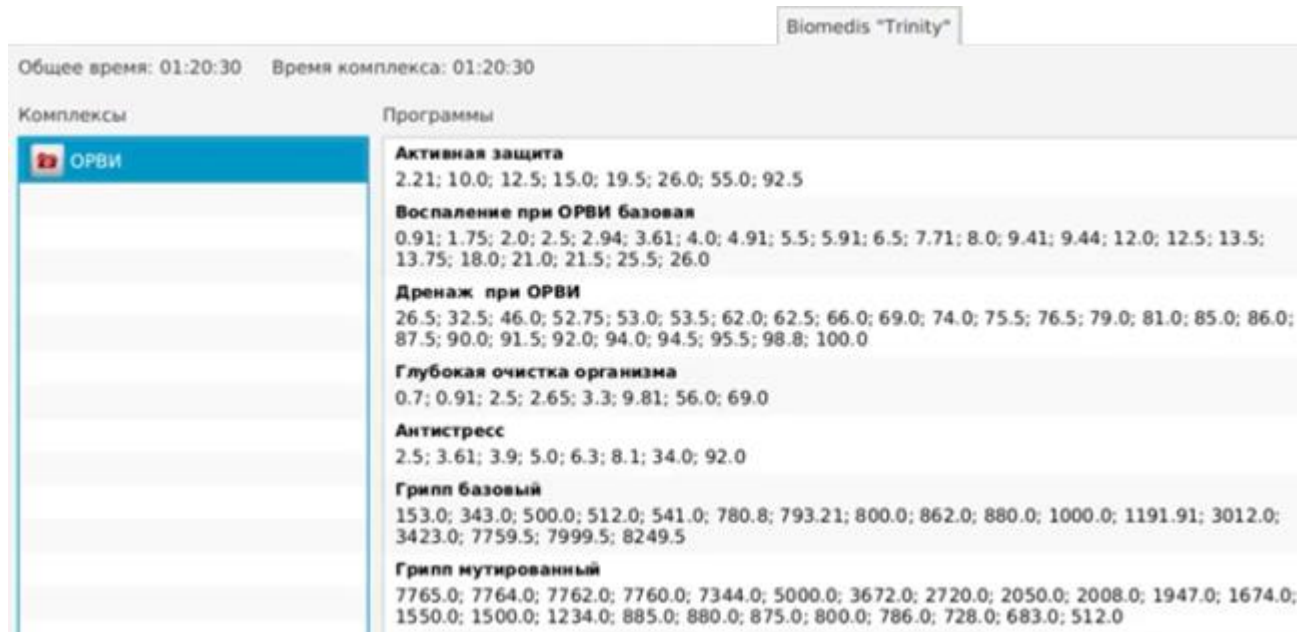 Biomedis "Trinity"
Общее время: 01:20:30 Время комплекса: 01:20:30
Комплексы
Программы
ОРВИ
Активная защита
2.21; 10.0; 12.5; 15.0; 19.5; 26.0; 55.0; 92.5
Воспаление при ОРВИ базовая
0.91; 1.75; 2.0; 2.5; 2.94; 3.61; 4.0; 4.91; 5.5; 5.91; 6.5; 7.71; 8.0; 9.41; 9.44; 12.0; 12.5; 13.5;
13.75; 18.0; 21.0; 21.5; 25.5; 26.0
Дренаж при ОРВИ
26.5; 32.5; 46.0; 52.75; 53.0; 53.5; 62.0; 62.5; 66.0; 69.0; 74.0; 75.5; 76.5; 79.0; 81.0; 85.0; 86.0;
87.5; 90.0; 91.5; 92.0; 94.0; 94.5; 95.5; 98.8; 100.0
Глубокая очистка организма
0.7; 0.91; 2.5; 2.65; 3.3; 9.81; 56.0; 69.0
Антистресс
2.5; 3.61; 3.9; 5.0; 6.3; 8.1; 34.0; 92.0
Грипп базовый
153.0; 343.0; 500.0; 512.0; 541.0; 780.8; 793.21; 800.0; 862.0; 880.0; 1000.0; 1191.91; 3012.0;
3423.0; 7759.5; 7999.5; 8249.5
Грипп мутированный
7765.0; 7764.0; 7762.0; 7760.0; 7344.0; 5000.0; 3672.0; 2720.0; 2050.0; 2008.0; 1947.0; 1674.0;
1550.0; 1500.0; 1234.0; 885.0; 880.0; 875.0; 800.0; 786.0; 728.0; 683.0; 512.0